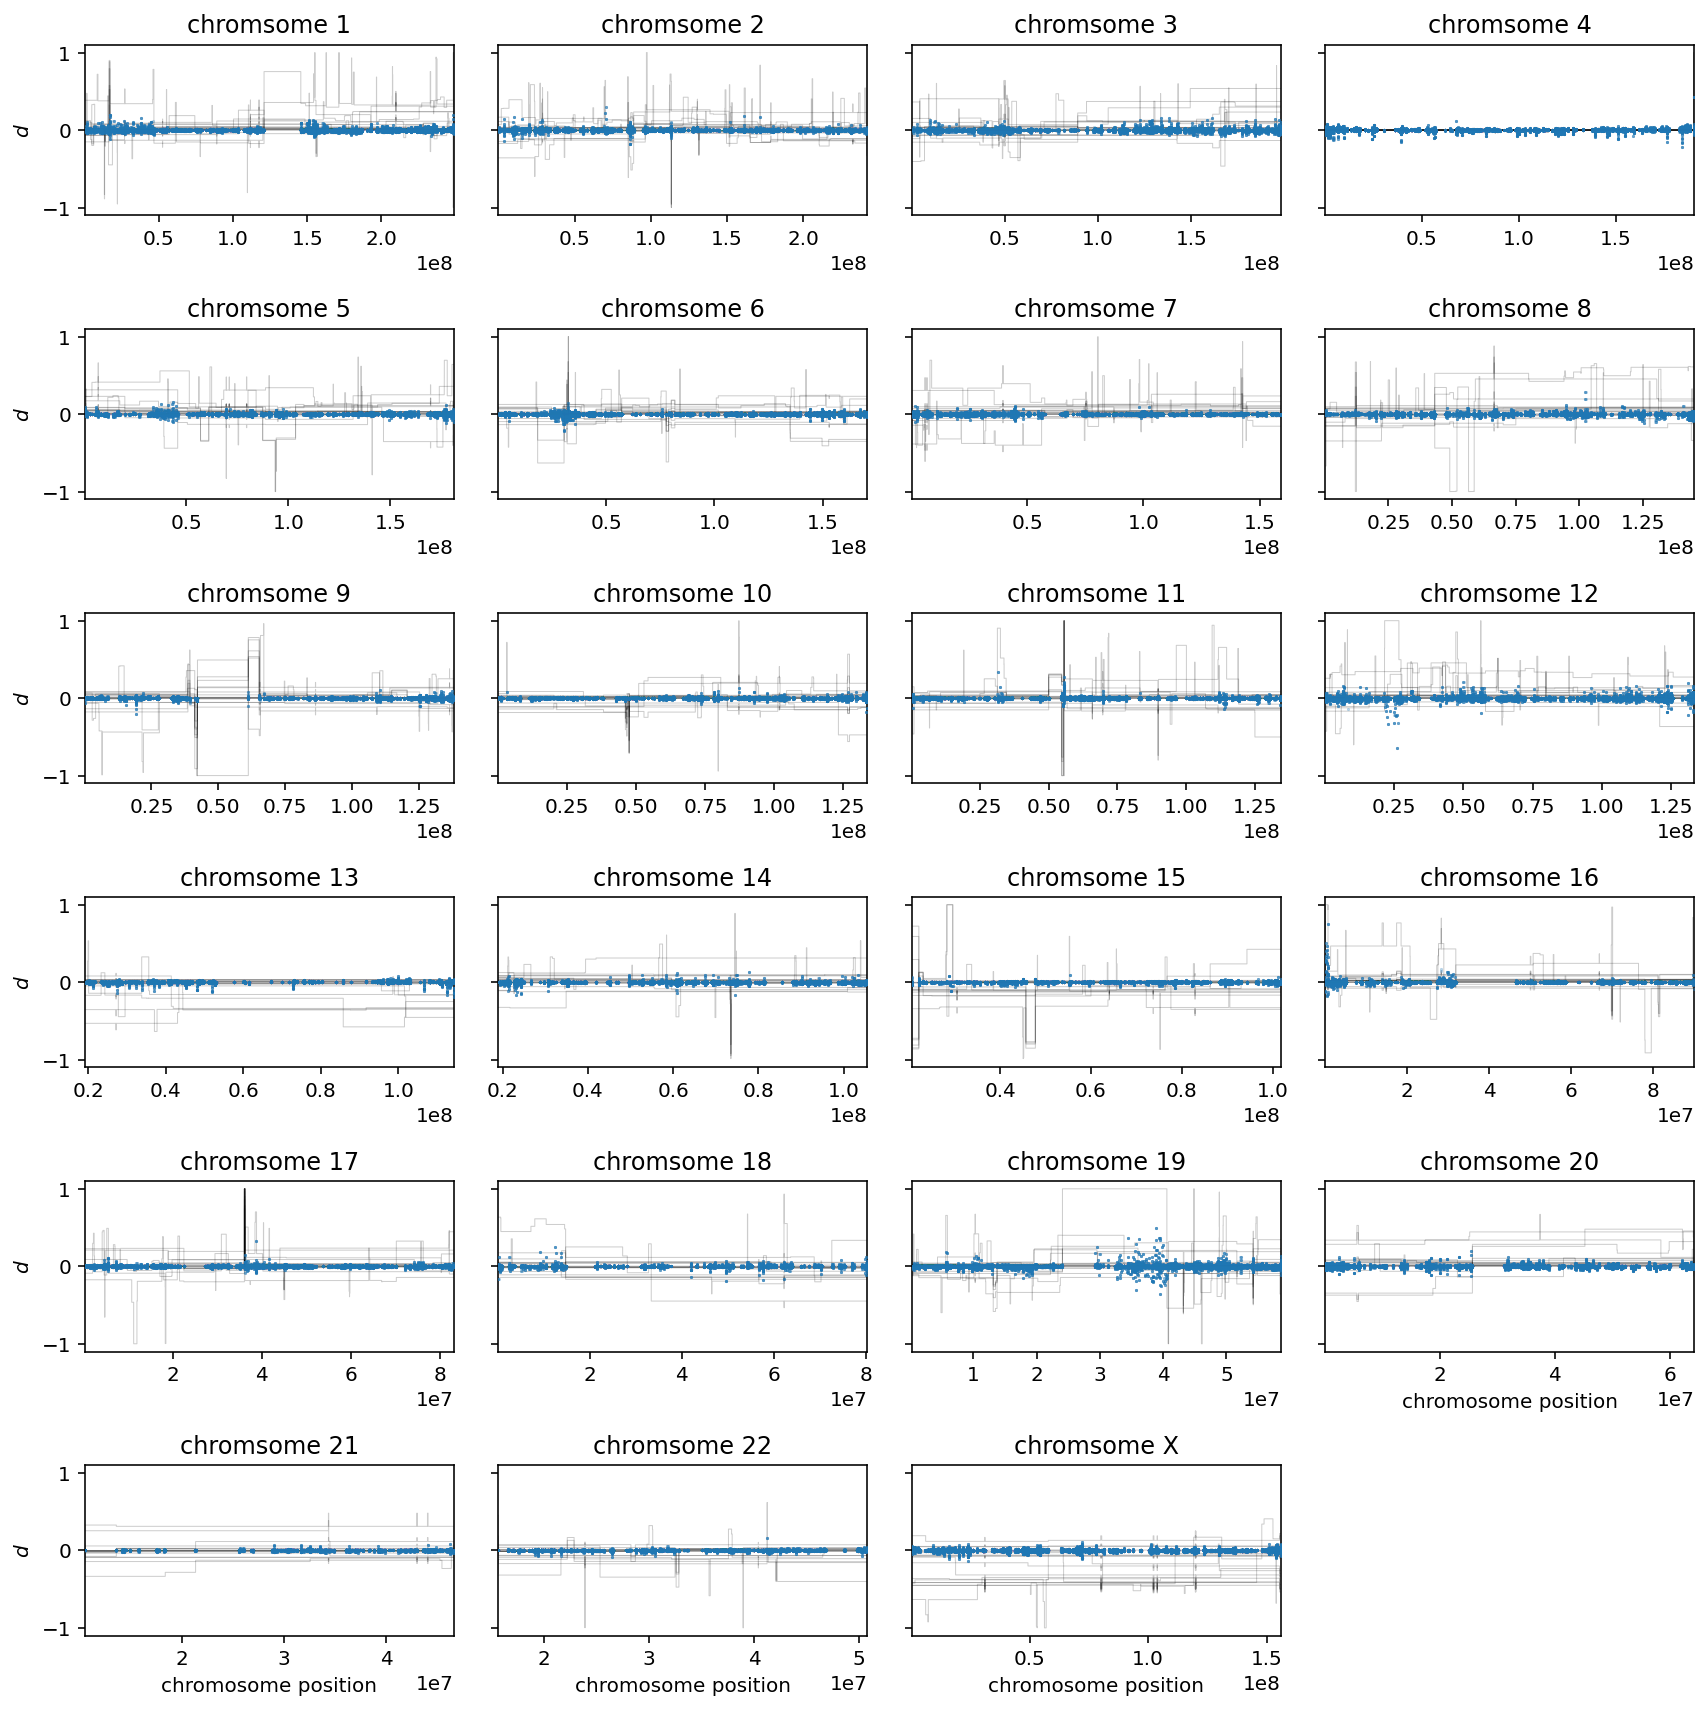 chromsome 1 chromsome 2 chromsome 3 chromsome 4
1
0
−1
d
0.5 1.0 1.5 2.0 0.5 1.0 1.5 2.0 0.5 1.0 1.5 0.5 1.0 1.5
1e8 1e8 1e8 1e8
chromsome 5 chromsome 6 chromsome 7 chromsome 8
1
0
−1
d
0.5 1.0 1.5 0.5 1.0 1.5 0.5 1.0 1.5 0.25 0.50 0.75 1.00 1.25
1e8 1e8 1e8 1e8
chromsome 9 chromsome 10 chromsome 11 chromsome 12
1
0
−1
d
0.25 0.50 0.75 1.00 1.25 0.25 0.50 0.75 1.00 1.25 0.25 0.50 0.75 1.00 1.25 0.25 0.50 0.75 1.00 1.25
1e8 1e8 1e8 1e8
chromsome 13 chromsome 14 chromsome 15 chromsome 16
1
0
−1
d
0.2 0.4 0.6 0.8 1.0 0.2 0.4 0.6 0.8 1.0 0.4 0.6 0.8 1.0 2 4 6 8
1e8 1e8 1e8 1e7
chromsome 17 chromsome 18 chromsome 19 chromsome 20
1
0
−1
d
2 4 6 8 2 4 6 8 1 2 3 4 5 2 4 6
1e7 1e7 1e7 chromosome position 1e7
chromsome 21 chromsome 22 chromsome X
1
0
−1
d
2 3 4 2 3 4 5 0.5 1.0 1.5
chromosome position 1e7 chromosome position 1e7 chromosome position 1e8